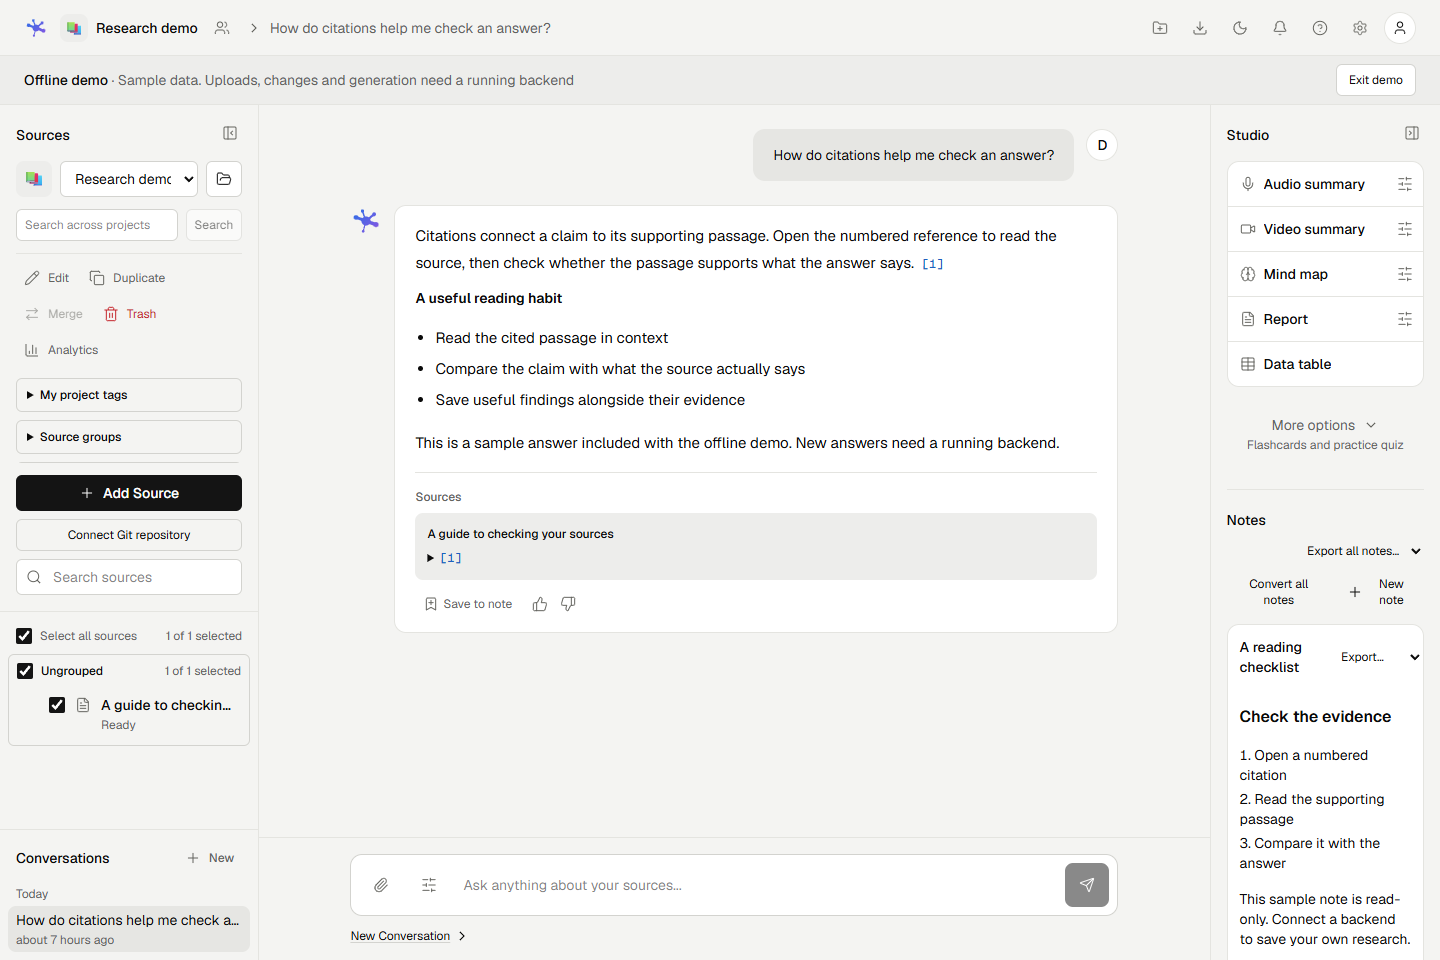 Research demo
How do citations help me check an answer?
Offline demo · Sample data. Uploads, changes and generation need a running backend
Exit demo
Sources
Research demo
Search across projects
Search
Edit
Duplicate
Merge
Trash
Analytics
My project tags
Source groups
Add Source
Connect Git repository
Search sources
Select all sources
1 of 1 selected
Ungrouped
1 of 1 selected
A guide to checkin...
Ready
Conversations
New
Today
How do citations help me check a...
about 7 hours ago
How do citations help me check an answer?
D
Citations connect a claim to its supporting passage. Open the numbered reference to read the
source, then check whether the passage supports what the answer says. [1]
A useful reading habit
• Read the cited passage in context
• Compare the claim with what the source actually says
• Save useful findings alongside their evidence
This is a sample answer included with the offline demo. New answers need a running backend.
Sources
A guide to checking your sources
[1]
Save to note
Ask anything about your sources...
New Conversation
Studio
Audio summary
Video summary
Mind map
Report
Data table
More options
Flashcards and practice quiz
Notes
Export all notes...
Convert all
notes
New
note
A reading
checklist
Export...
Check the evidence
1. Open a numbered
citation
2. Read the supporting
passage
3. Compare it with the
answer
This sample note is read-
only. Connect a backend
to save your own research.